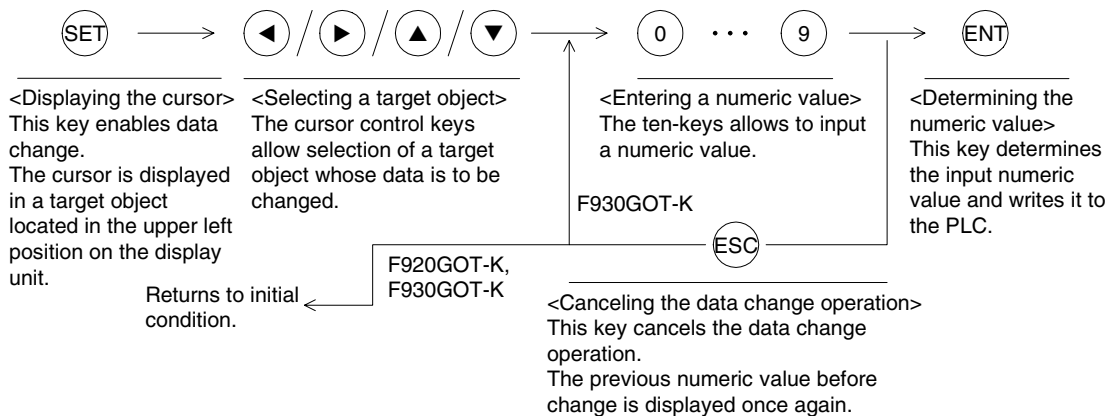 SET
0 ... 9
ENT
<Displaying the cursor>
This key enables data
change.
The cursor is displayed
in a target object
located in the upper left
position on the display
unit.
<Selecting a target object>
The cursor control keys
allow selection of a target
object whose data is to be
changed.
<Entering a numeric value>
The ten-keys allows to input
a numeric value.
<Determining the
numeric value>
This key determines
the input numeric
value and writes it to
the PLC.
F930GOT-K
ESC
F920GOT-K,
F930GOT-K
Returns to initial
condition.
<Canceling the data change operation>
This key cancels the data change
operation.
The previous numeric value before
change is displayed once again.